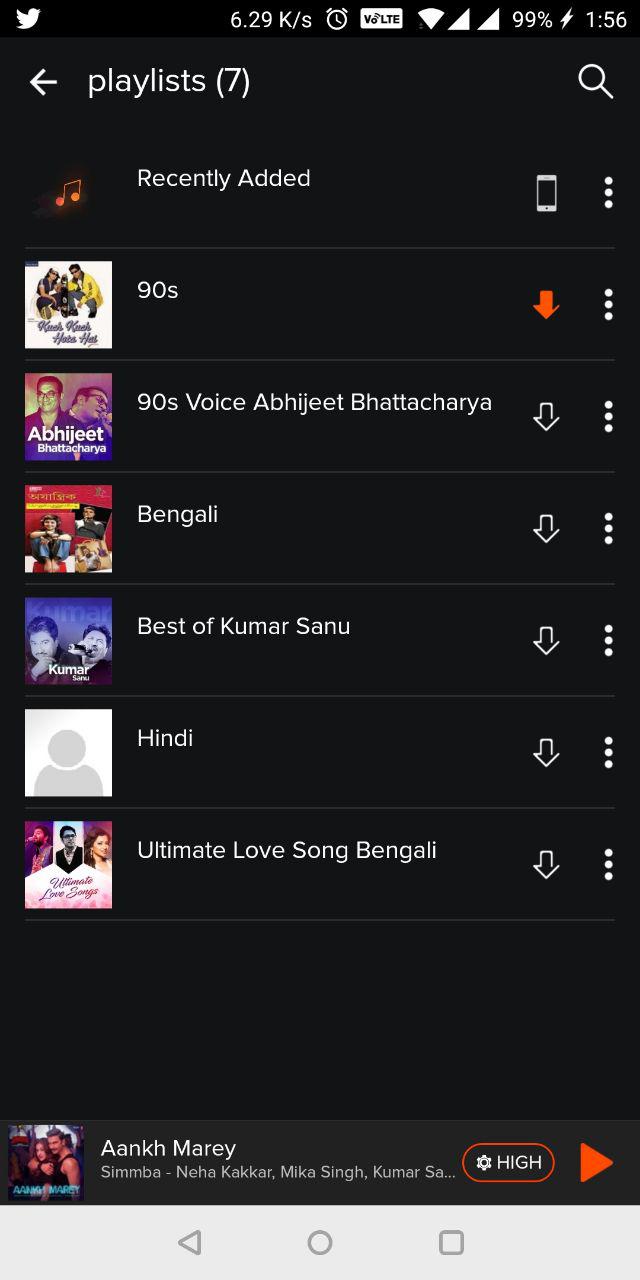 6.29 K/s VoLTE 99% 1:56
playlists (7)
Recently Added
90s
Kuch Kuch
Hota Hai
90s Voice Abhijeet Bhattacharya
Abhijeet
Bhattacharya
Bengali
অযান্ত্রিক
Best of Kumar Sanu
Kumar
Kumar
Sanu
Hindi
Ultimate Love Song Bengali
Ultimate
Love Songs
Aankh Marey
Simmba - Neha Kakkar, Mika Singh, Kumar Sa...
HIGH
AANKH MAREY